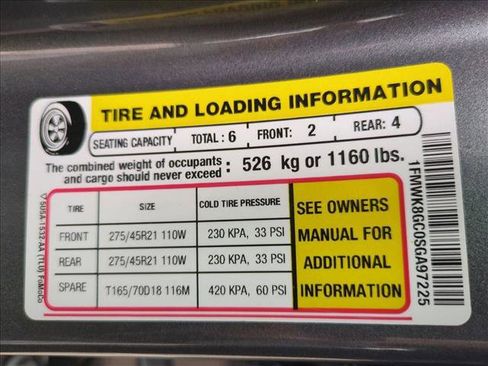 TIRE AND LOADING INFORMATION
SEATING CAPACITY TOTAL: 6 FRONT: 2 REAR: 4
The combined weight of occupants and cargo should never exceed : 526 kg or 1160 lbs.
TIRE SIZE COLD TIRE PRESSURE
FRONT 275/45R21 110W 230 KPA, 33 PSI
REAR 275/45R21 110W 230 KPA, 33 PSI
SPARE T165/70D18 116M 420 KPA, 60 PSI
SEE OWNERS
MANUAL FOR
ADDITIONAL
INFORMATION
1FMWK8GC0SGA97225